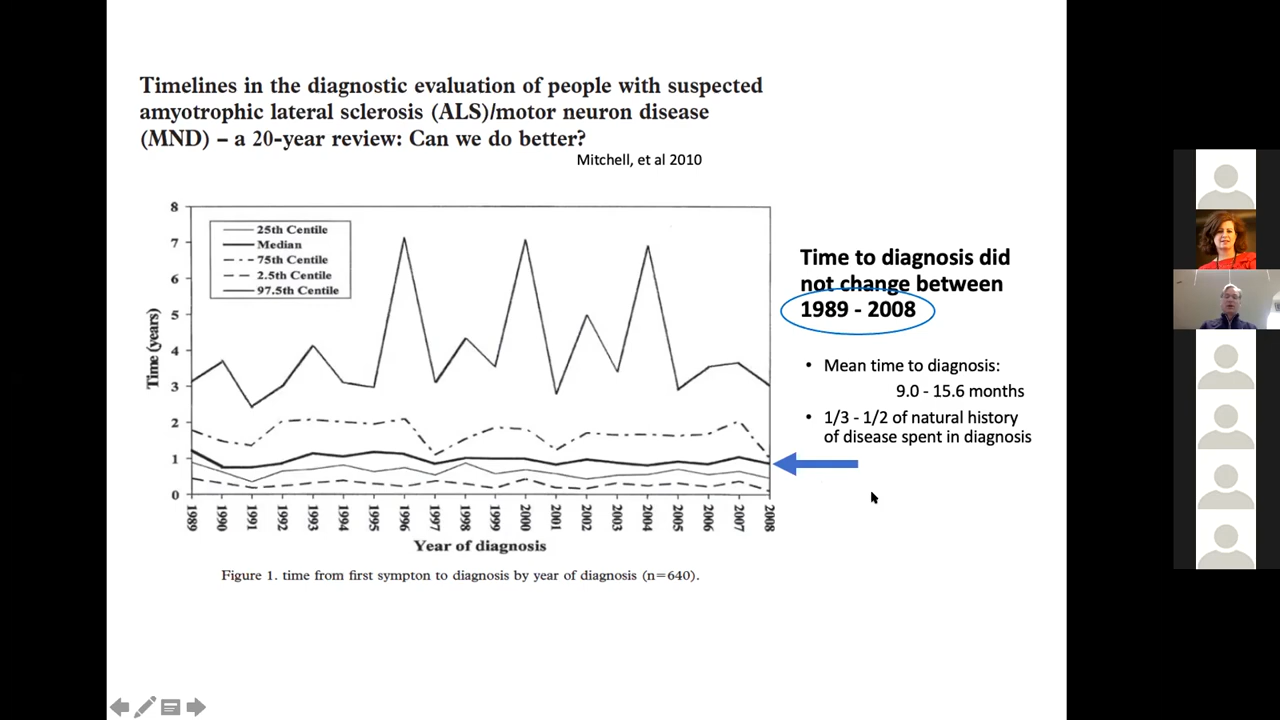 Timelines in the diagnostic evaluation of people with suspected
amyotrophic lateral sclerosis (ALS)/motor neuron disease
(MND) – a 20-year review: Can we do better?
Mitchell, et al 2010
8
7
6
5
4
3
2
1
0
Time (years)
25th Centile
Median
75th Centile
2.5th Centile
97.5th Centile
1989
1990
1991
1992
1993
1994
1995
1996
1997
1998
1999
2000
2001
2002
2003
2004
2005
2006
2007
2008
Year of diagnosis
Figure 1. time from first sympton to diagnosis by year of diagnosis (n=640).
Time to diagnosis did
not change between
1989 - 2008
• Mean time to diagnosis:
9.0 - 15.6 months
• 1/3 - 1/2 of natural history
of disease spent in diagnosis